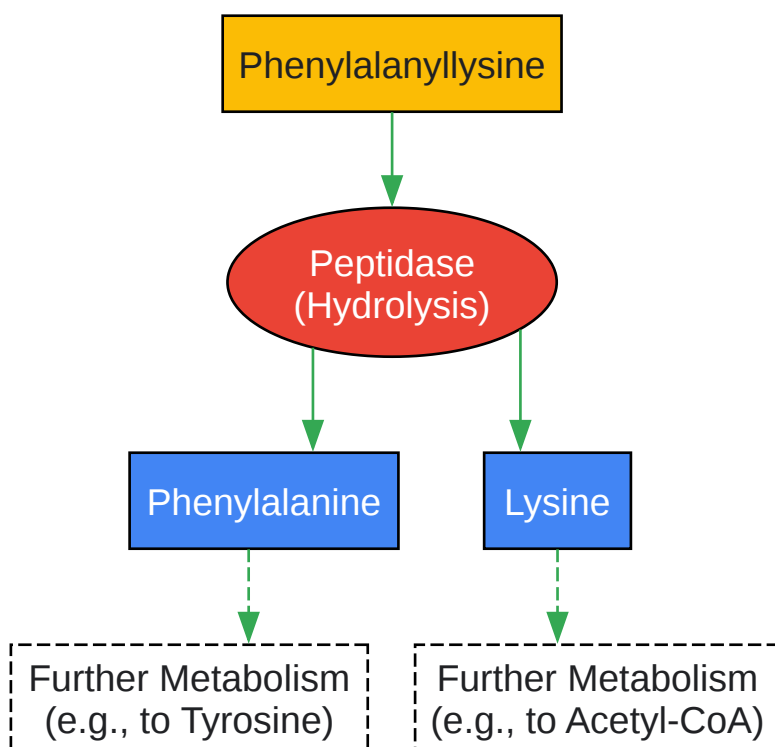 Phenylalanyllysine
Peptidase
(Hydrolysis)
Phenylalanine
Lysine
Further Metabolism
(e.g., to Tyrosine)
Further Metabolism
(e.g., to Acetyl-CoA)